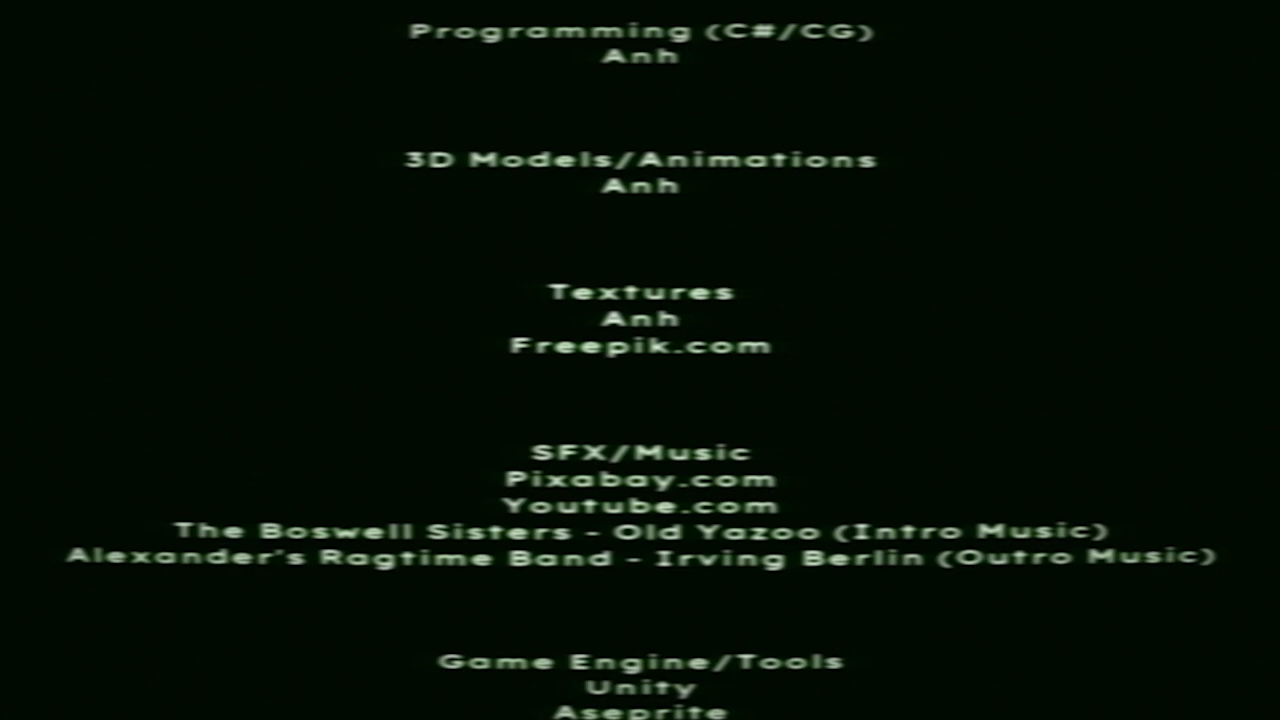 Programming (C#/CG)
Anh
3D Models/Animations
Anh
Textures
Anh
Freepik.com
SFX/Music
Pixabay.com
Youtube.com
The Boswell Sisters - Old Yazoo (Intro Music)
Alexander's Ragtime Band - Irving Berlin (Outro Music)
Game Engine/Tools
Unity
Aseprite